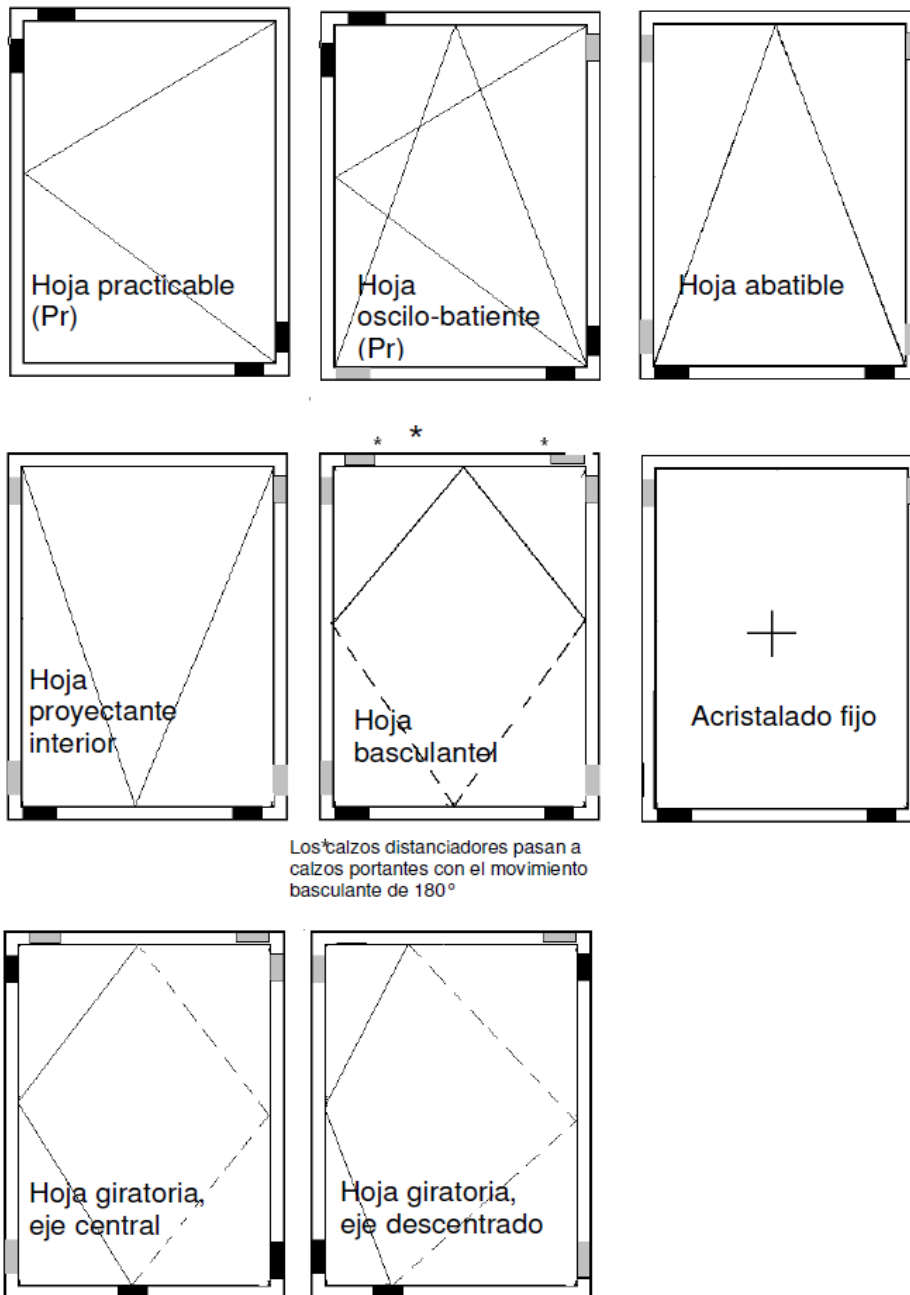 Hoja practicable
(Pr)
Hoja
oscilo-batiente
(Pr)
Hoja abatible
* * *
Hoja
proyectante
interior
Hoja
basculantel
Acristalado fijo
Los*calzos distanciadores pasan a
calzos portantes con el movimiento
basculante de 180°
Hoja giratoria,
eje central
Hoja giratoria,
eje descentrado